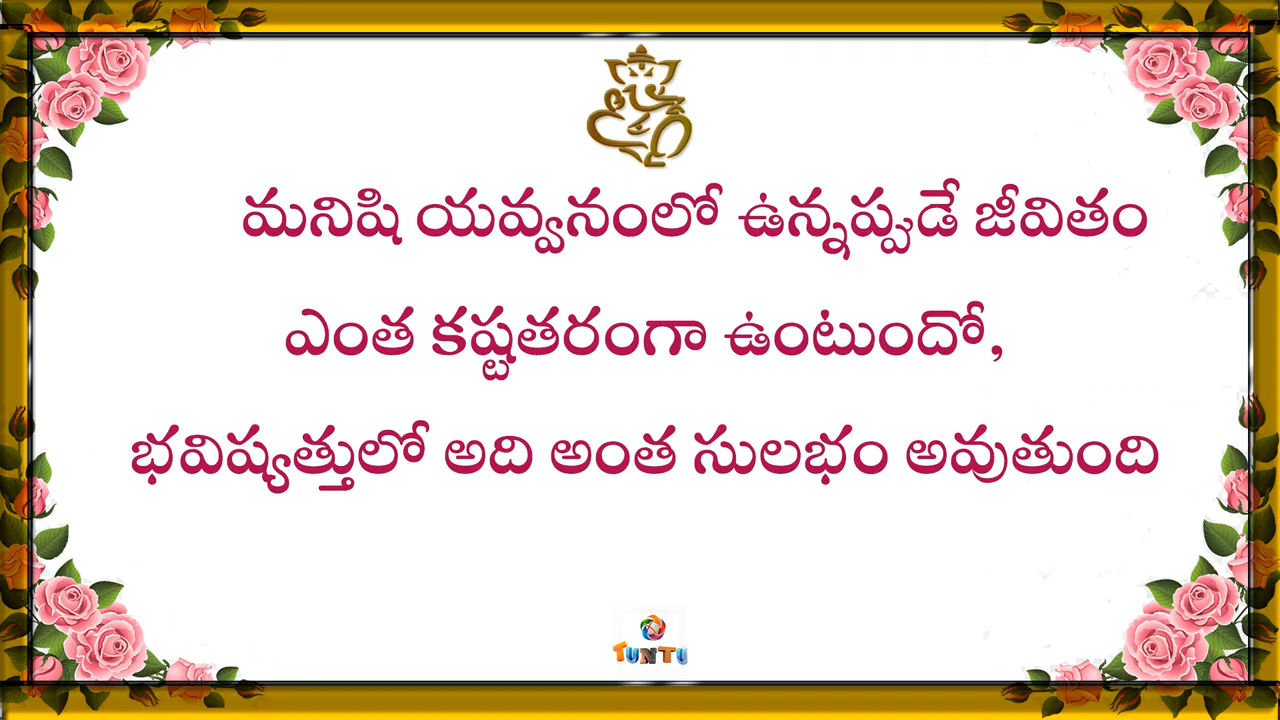 మనిషి యవ్వనంలో ఉన్నప్పుడే జీవితం
ఎంత కష్టతరంగా ఉంటుందో,
భవిష్యత్తులో అది అంత సులభం అవుతుంది
TUNTU